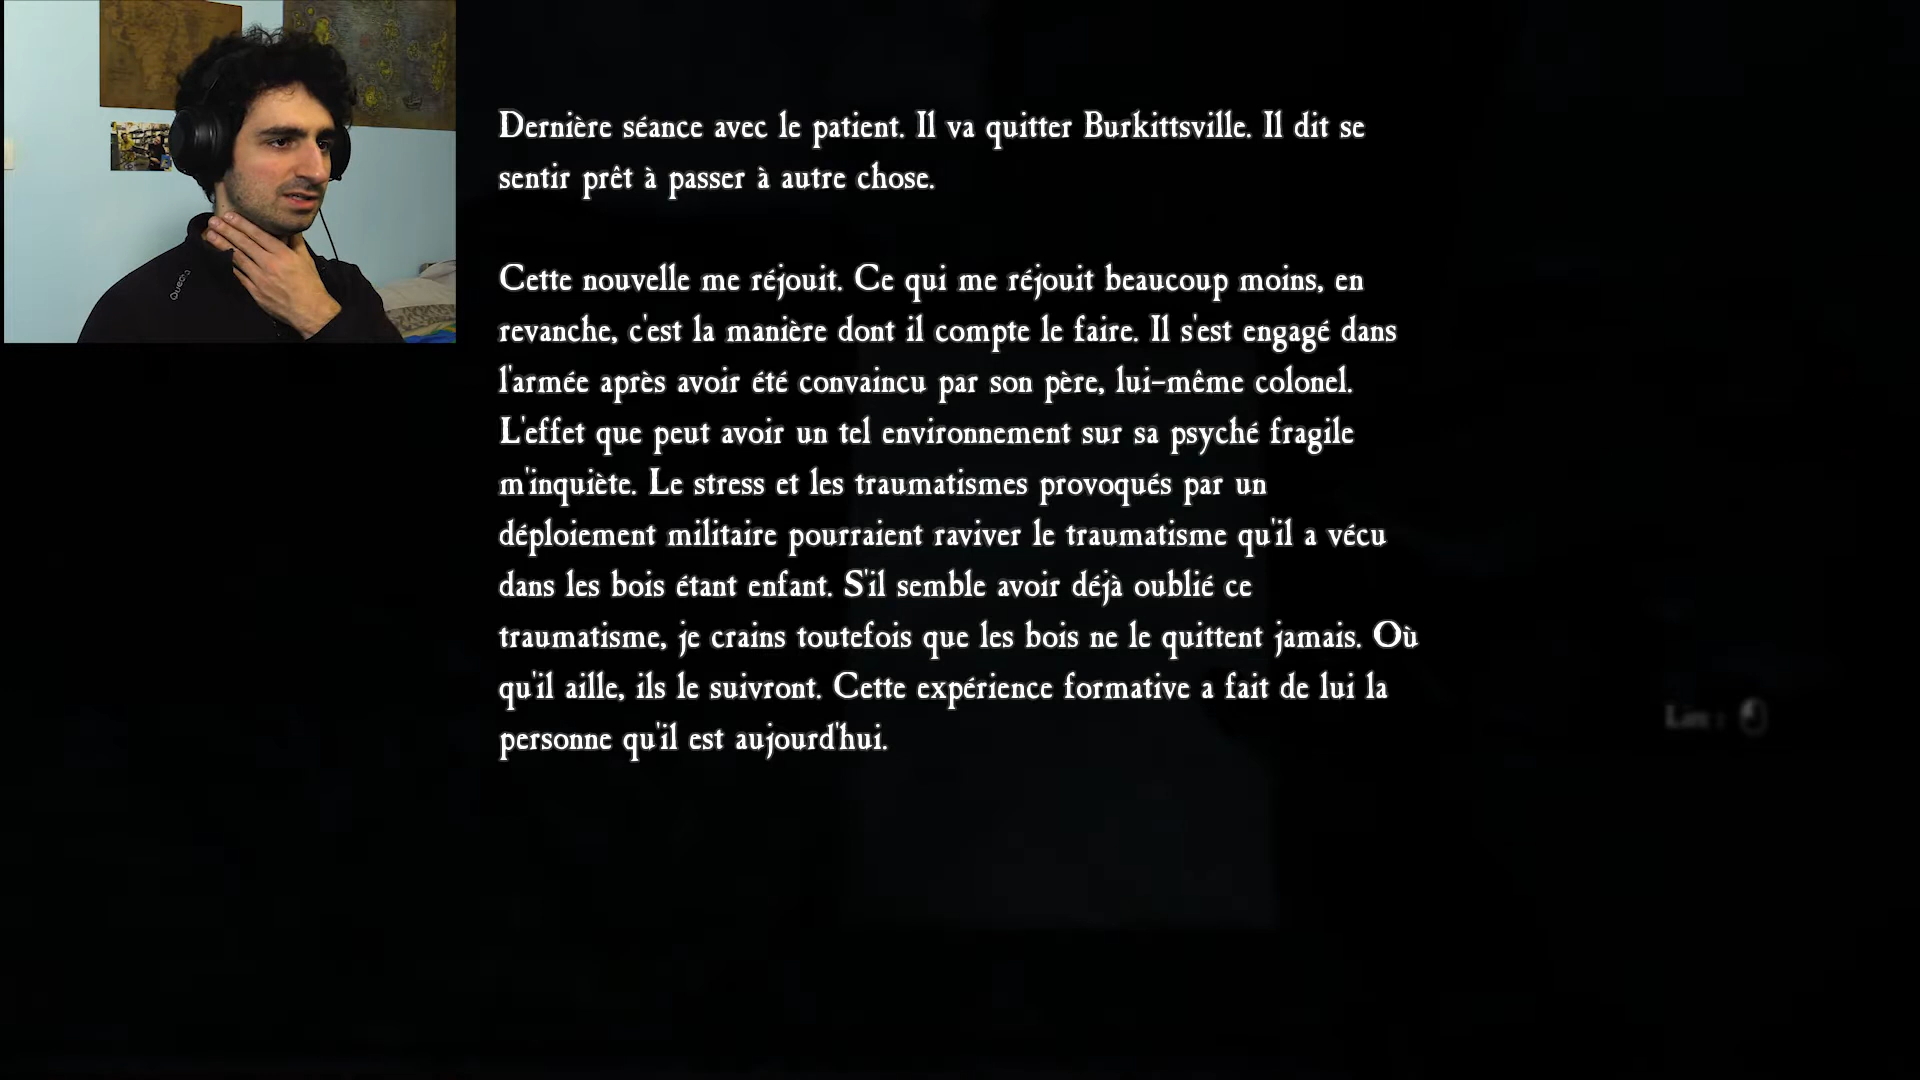 Dernière séance avec le patient. Il va quitter Burkittsville. Il dit se
sentir prêt à passer à autre chose.
Cette nouvelle me réjouit. Ce qui me réjouit beaucoup moins, en
revanche, c'est la manière dont il compte le faire. Il s'est engagé dans
l'armée après avoir été convaincu par son père, lui-même colonel.
L'effet que peut avoir un tel environnement sur sa psyché fragile
m'inquiète. Le stress et les traumatismes provoqués par un
déploiement militaire pourraient raviver le traumatisme qu'il a vécu
dans les bois étant enfant. S'il semble avoir déjà oublié ce
traumatisme, je crains toutefois que les bois ne le quittent jamais. Où
qu'il aille, ils le suivront. Cette expérience formative a fait de lui la
personne qu'il est aujourd'hui.